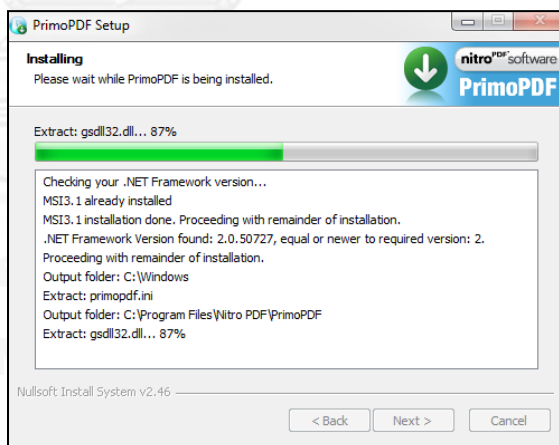 PrimoPDF Setup
Installing
Please wait while PrimoPDF is being installed.
nitroPDF®software
PrimoPDF
Extract: gsdll32.dll... 87%
Checking your .NET Framework version...
MSI3.1 already installed
MSI3.1 installation done. Proceeding with remainder of installation.
.NET Framework Version found: 2.0.50727, equal or newer to required version: 2.
Proceeding with remainder of installation.
Output folder: C:\Windows
Extract: primopdf.ini
Output folder: C:\Program Files\Nitro PDF\PrimoPDF
Extract: gsdll32.dll... 87%
Nullsoft Install System v2.46
< Back Next > Cancel